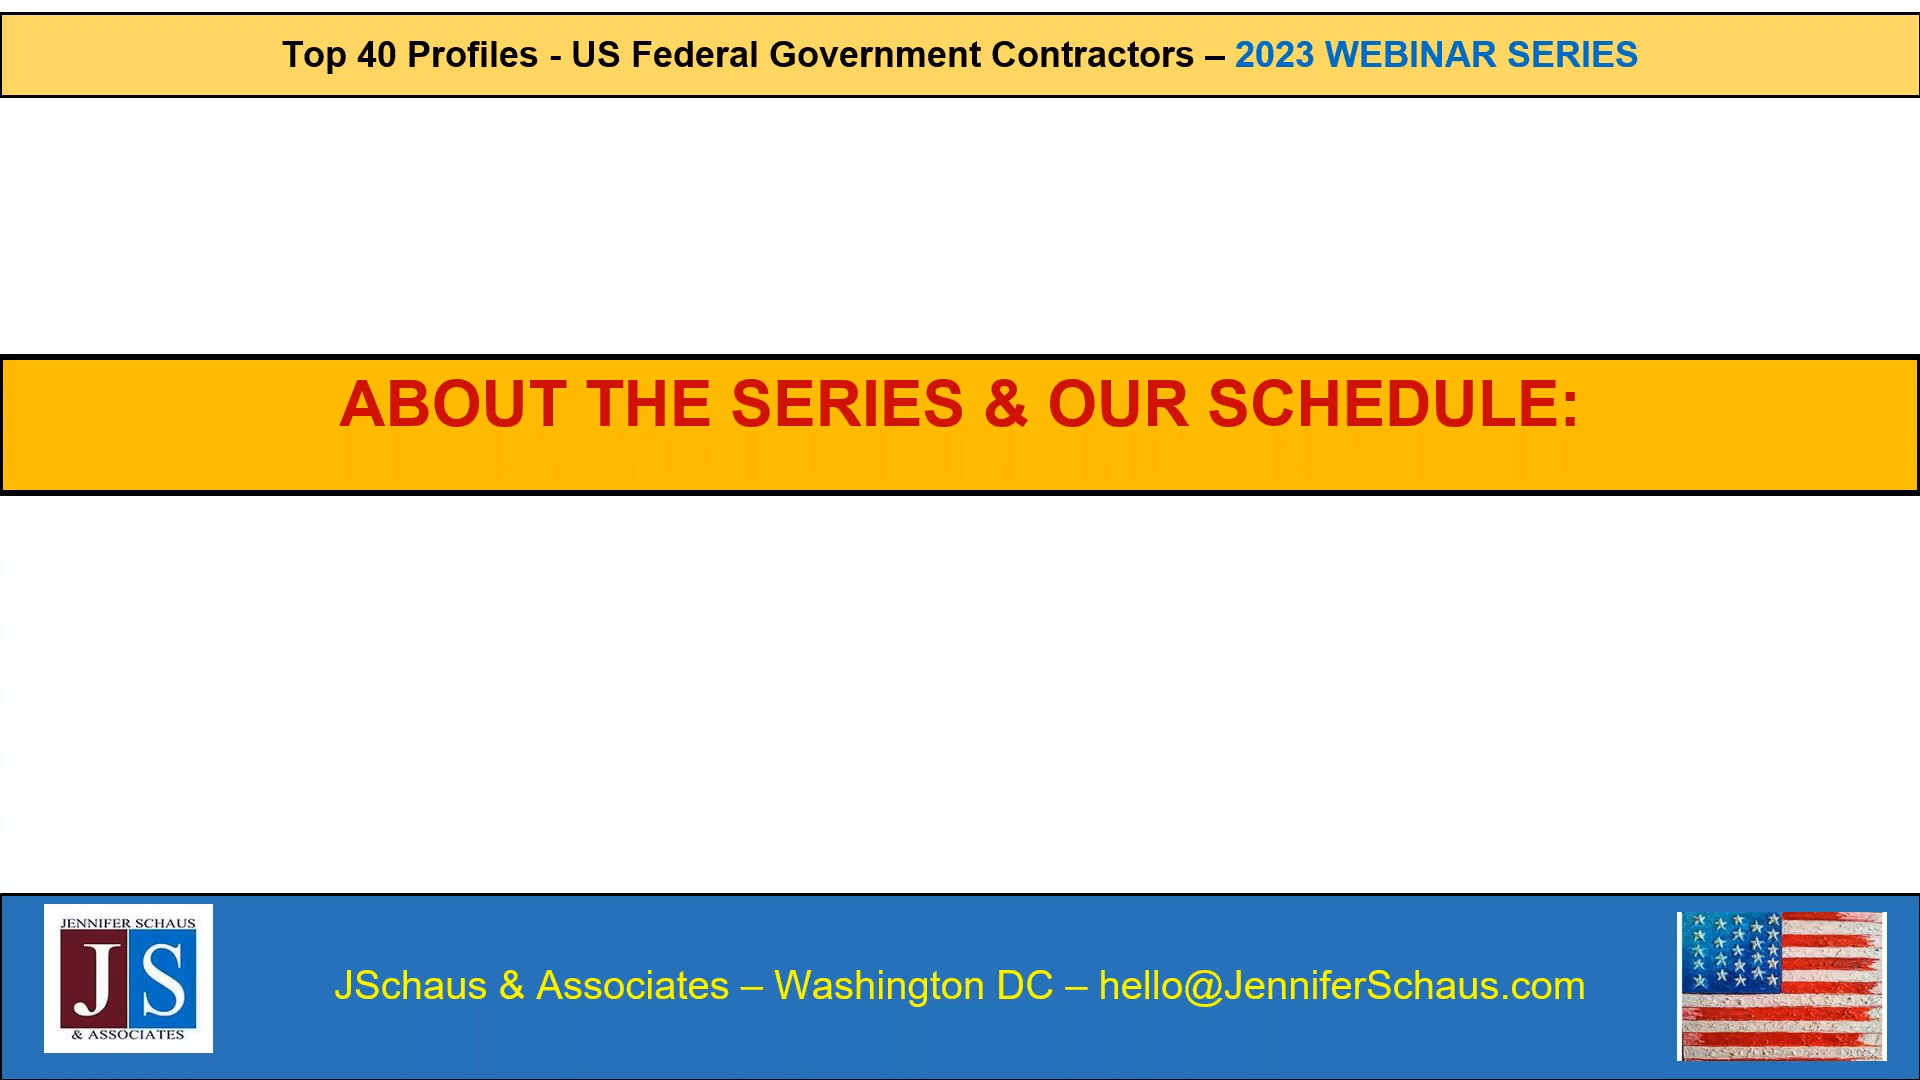 Top 40 Profiles - US Federal Government Contractors – 2023 WEBINAR SERIES
ABOUT THE SERIES & OUR SCHEDULE:
JENNIFER SCHAUS
JS
& ASSOCIATES
JSchaus & Associates – Washington DC – hello@JenniferSchaus.com